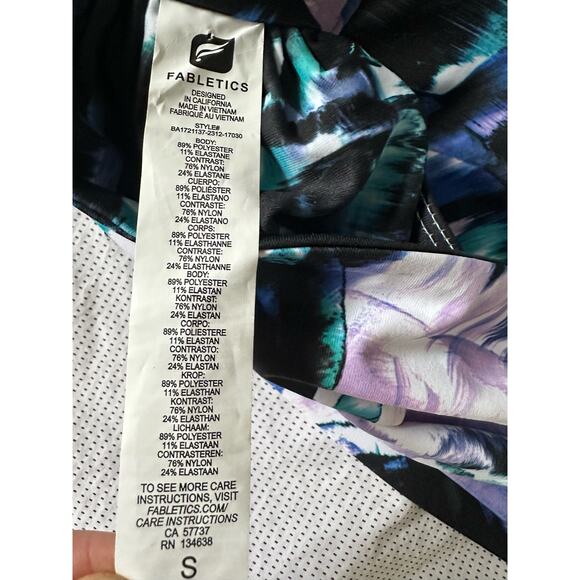 FABLETICS
DESIGNED
IN CALIFORNIA
MADE IN VIETNAM
FABRIQUÉ AU VIETNAM
STYLE#
BA1721137-2312-17030
BODY:
89% POLYESTER
11% ELASTANE
CONTRAST:
76% NYLON
24% ELASTANE
CUERPO:
89% POLIÉSTER
11% ELASTANO
CONTRASTE:
76% NYLON
24% ELASTANO
CORPS:
89% POLYESTER
11% ELASTHANNE
CONTRASTE:
76% NYLON
24% ELASTHANNE
BODY:
89% POLYESTER
11% ELASTAN
KONTRAST:
76% NYLON
24% ELASTAN
CORPO:
89% POLIESTERE
11% ELASTAN
CONTRASTO:
76% NYLON
24% ELASTAN
KROP:
89% POLYESTER
11% ELASTHAN
KONTRAST:
76% NYLON
24% ELASTHAN
LICHAAM:
89% POLYESTER
11% ELASTAAN
CONTRASTEREN:
76% NYLON
24% ELASTAAN
TO SEE MORE CARE
INSTRUCTIONS, VISIT
FABLETICS.COM/
CARE INSTRUCTIONS
CA 57737
RN 134638
S